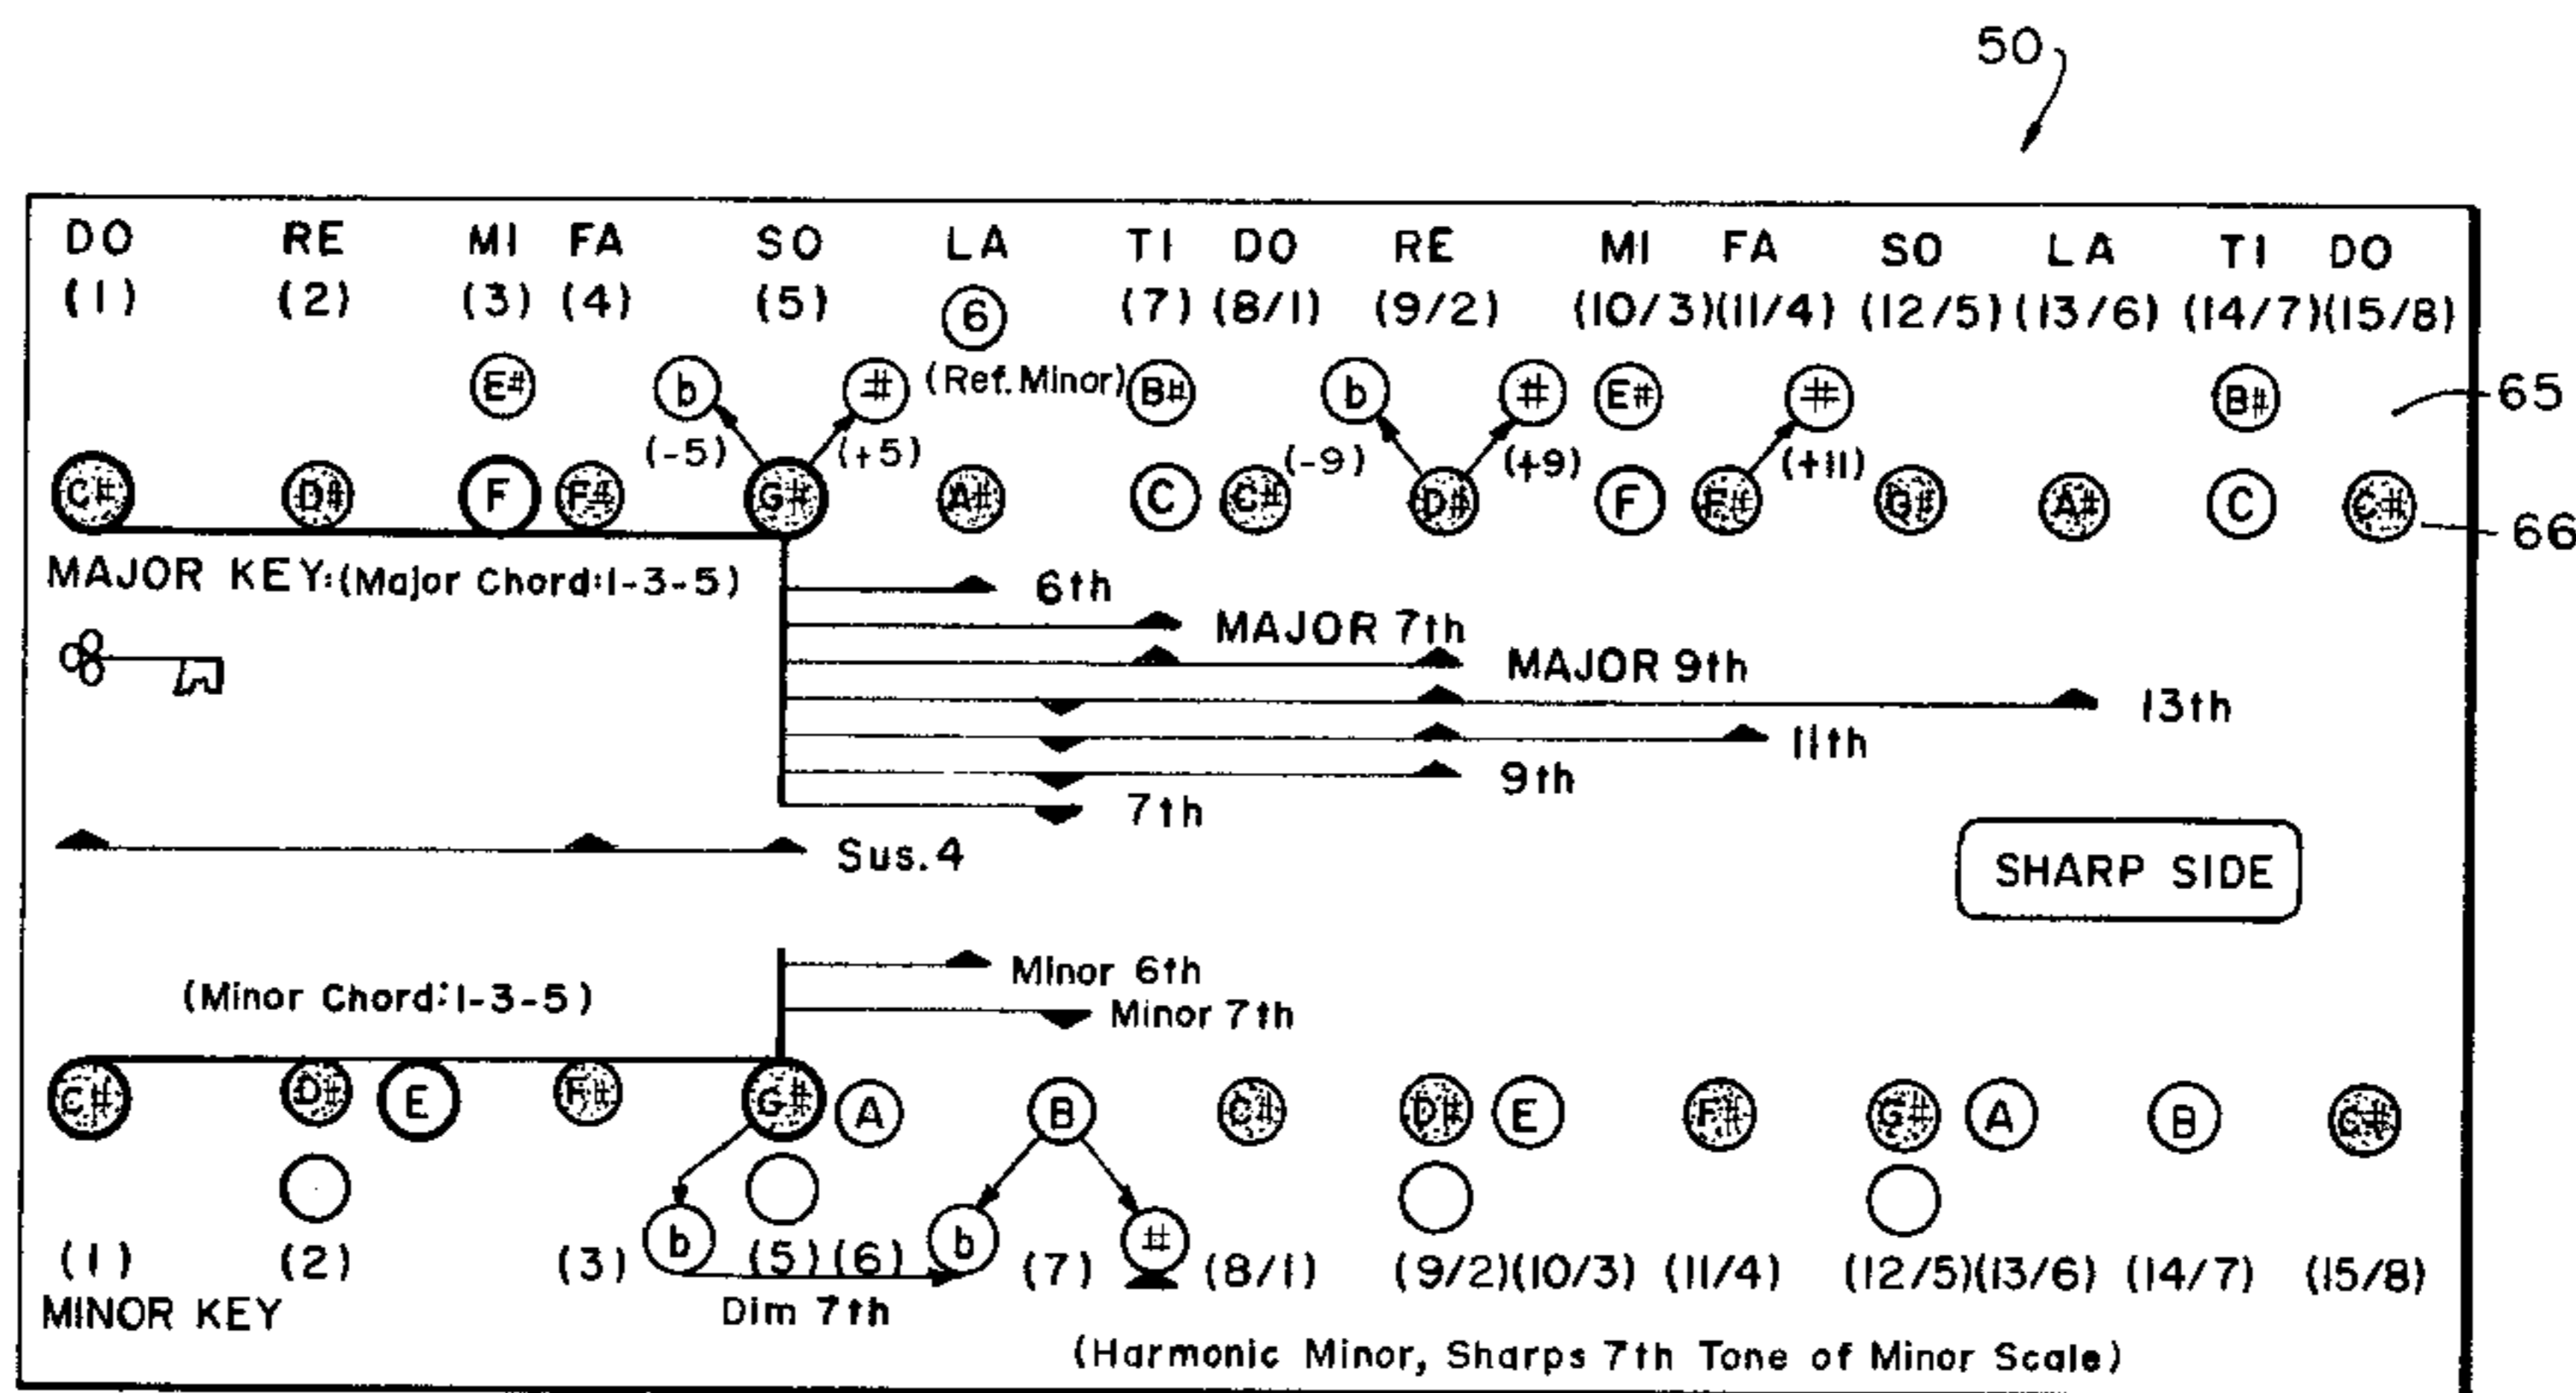 50
DO RE MI FA SO LA TI DO RE MI FA SO LA TI DO
(1) (2) (3) (4) (5) 6 (7) (8/1) (9/2) (10/3) (11/4) (12/5) (13/6) (14/7) (15/8)
E# b # (Ref. Minor) B# b # E# # B# 65
(-5) (+5) (-9) (+9) (+11)
C# D# F F# G# A# C C# D# F F# G# A# C C# 66
MAJOR KEY:(Major Chord:1-3-5)
6th
MAJOR 7th
MAJOR 9th
13th
11th
9th
7th
Sus.4
SHARP SIDE
Minor 6th
(Minor Chord:1-3-5)
Minor 7th
C# D# E F# G# A B C# D# E F# G# A B C#
b b #
(1) (2) (3) (5) (6) (7) (8/1) (9/2) (10/3) (11/4) (12/5) (13/6) (14/7) (15/8)
MINOR KEY Dim 7th
(Harmonic Minor, Sharps 7th Tone of Minor Scale)